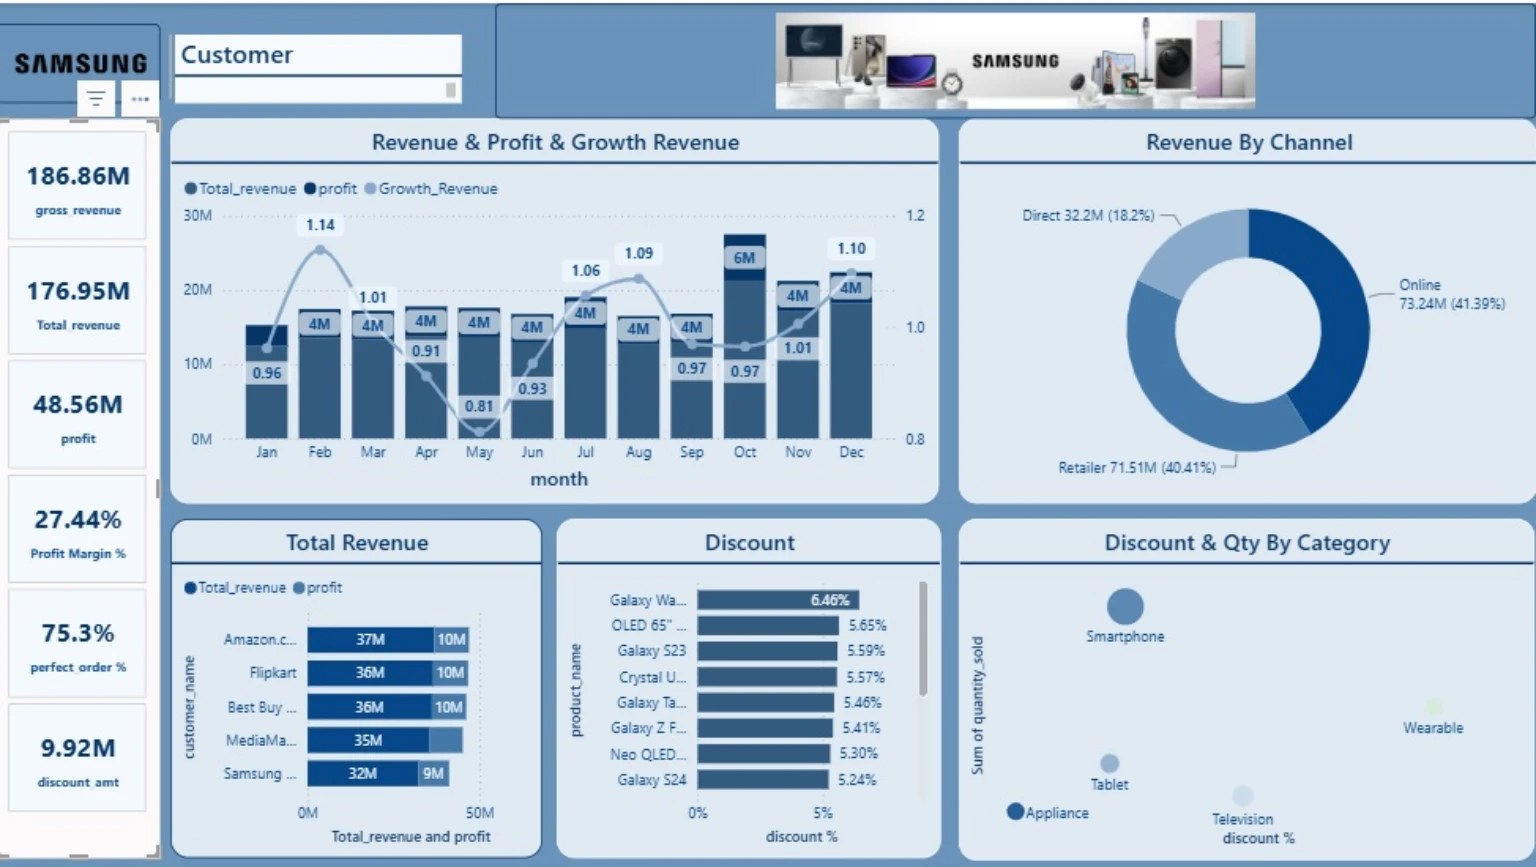 SAMSUNG
Customer
SAMSUNG
186.86M
gross_revenue
176.95M
Total_revenue
48.56M
profit
27.44%
Profit Margin %
75.3%
perfect_order %
9.92M
discount_amt
Revenue & Profit & Growth Revenue
Total_revenue profit Growth_Revenue
30M
20M
10M
0M
1.2
1.0
0.8
0.96
1.14
4M
1.01
4M
4M
0.91
4M
0.81
4M
0.93
1.06
4M
1.09
4M
4M
0.97
6M
0.97
4M
1.01
1.10
4M
Jan Feb Mar Apr May Jun Jul Aug Sep Oct Nov Dec
month
Revenue By Channel
Direct 32.2M (18.2%)
Online
73.24M (41.39%)
Retailer 71.51M (40.41%)
Total Revenue
Total_revenue profit
customer_name
Amazon.c... 37M 10M
Flipkart 36M 10M
Best Buy ... 36M 10M
MediaMa... 35M
Samsung ... 32M 9M
0M 50M
Total_revenue and profit
Discount
product_name
Galaxy Wa... 6.46%
OLED 65" ... 5.65%
Galaxy S23 5.59%
Crystal U... 5.57%
Galaxy Ta... 5.46%
Galaxy Z F... 5.41%
Neo QLED... 5.30%
Galaxy S24 5.24%
0% 5%
discount %
Discount & Qty By Category
Sum of quantity_sold
Smartphone
Wearable
Tablet
Appliance
Television
discount %